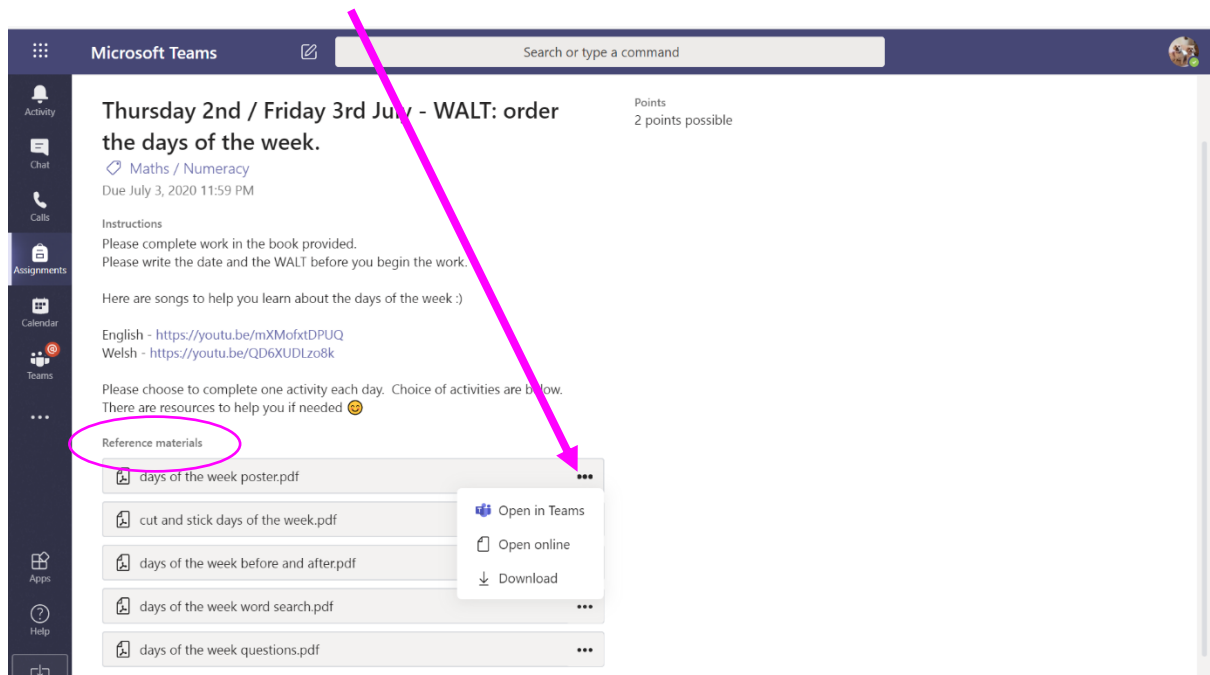 Microsoft Teams
Search or type a command
Activity
Chat
Calls
Assignments
Calendar
Teams
Apps
Help
Thursday 2nd / Friday 3rd July - WALT: order
the days of the week.
Maths / Numeracy
Due July 3, 2020 11:59 PM
Instructions
Please complete work in the book provided.
Please write the date and the WALT before you begin the work.
Here are songs to help you learn about the days of the week :)
English - https://youtu.be/mXMofxtDPUQ
Welsh - https://youtu.be/QD6XUDLzo8k
Please choose to complete one activity each day. Choice of activities are below.
There are resources to help you if needed 😊
Reference materials
days of the week poster.pdf
cut and stick days of the week.pdf
days of the week before and after.pdf
days of the week word search.pdf
days of the week questions.pdf
Open in Teams
Open online
Download
Points
2 points possible